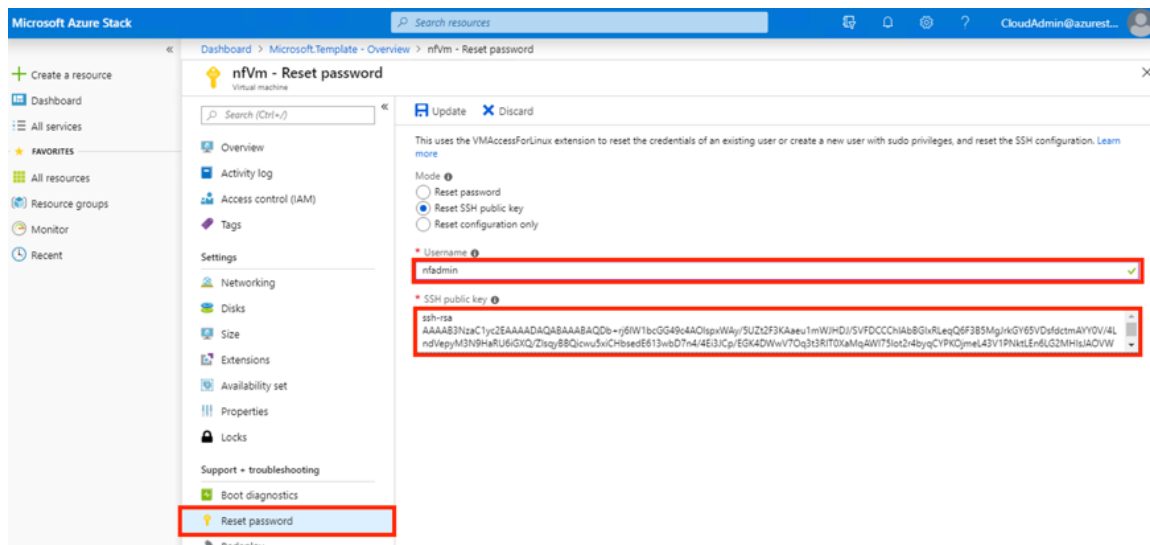 Microsoft Azure Stack
Search resources
CloudAdmin@azurest...
Create a resource
Dashboard
All services
FAVORITES
All resources
Resource groups
Monitor
Recent
Dashboard > Microsoft.Template - Overview > nfVm - Reset password
nfVm - Reset password
Virtual machine
Search (Ctrl+/)
Overview
Activity log
Access control (IAM)
Tags
Settings
Networking
Disks
Size
Extensions
Availability set
Properties
Locks
Support + troubleshooting
Boot diagnostics
Reset password
Update Discard
This uses the VMAccessForLinux extension to reset the credentials of an existing user or create a new user with sudo privileges, and reset the SSH configuration. Learn
more
Mode
Reset password
Reset SSH public key
Reset configuration only
* Username
nfadmin
* SSH public key
ssh-rsa